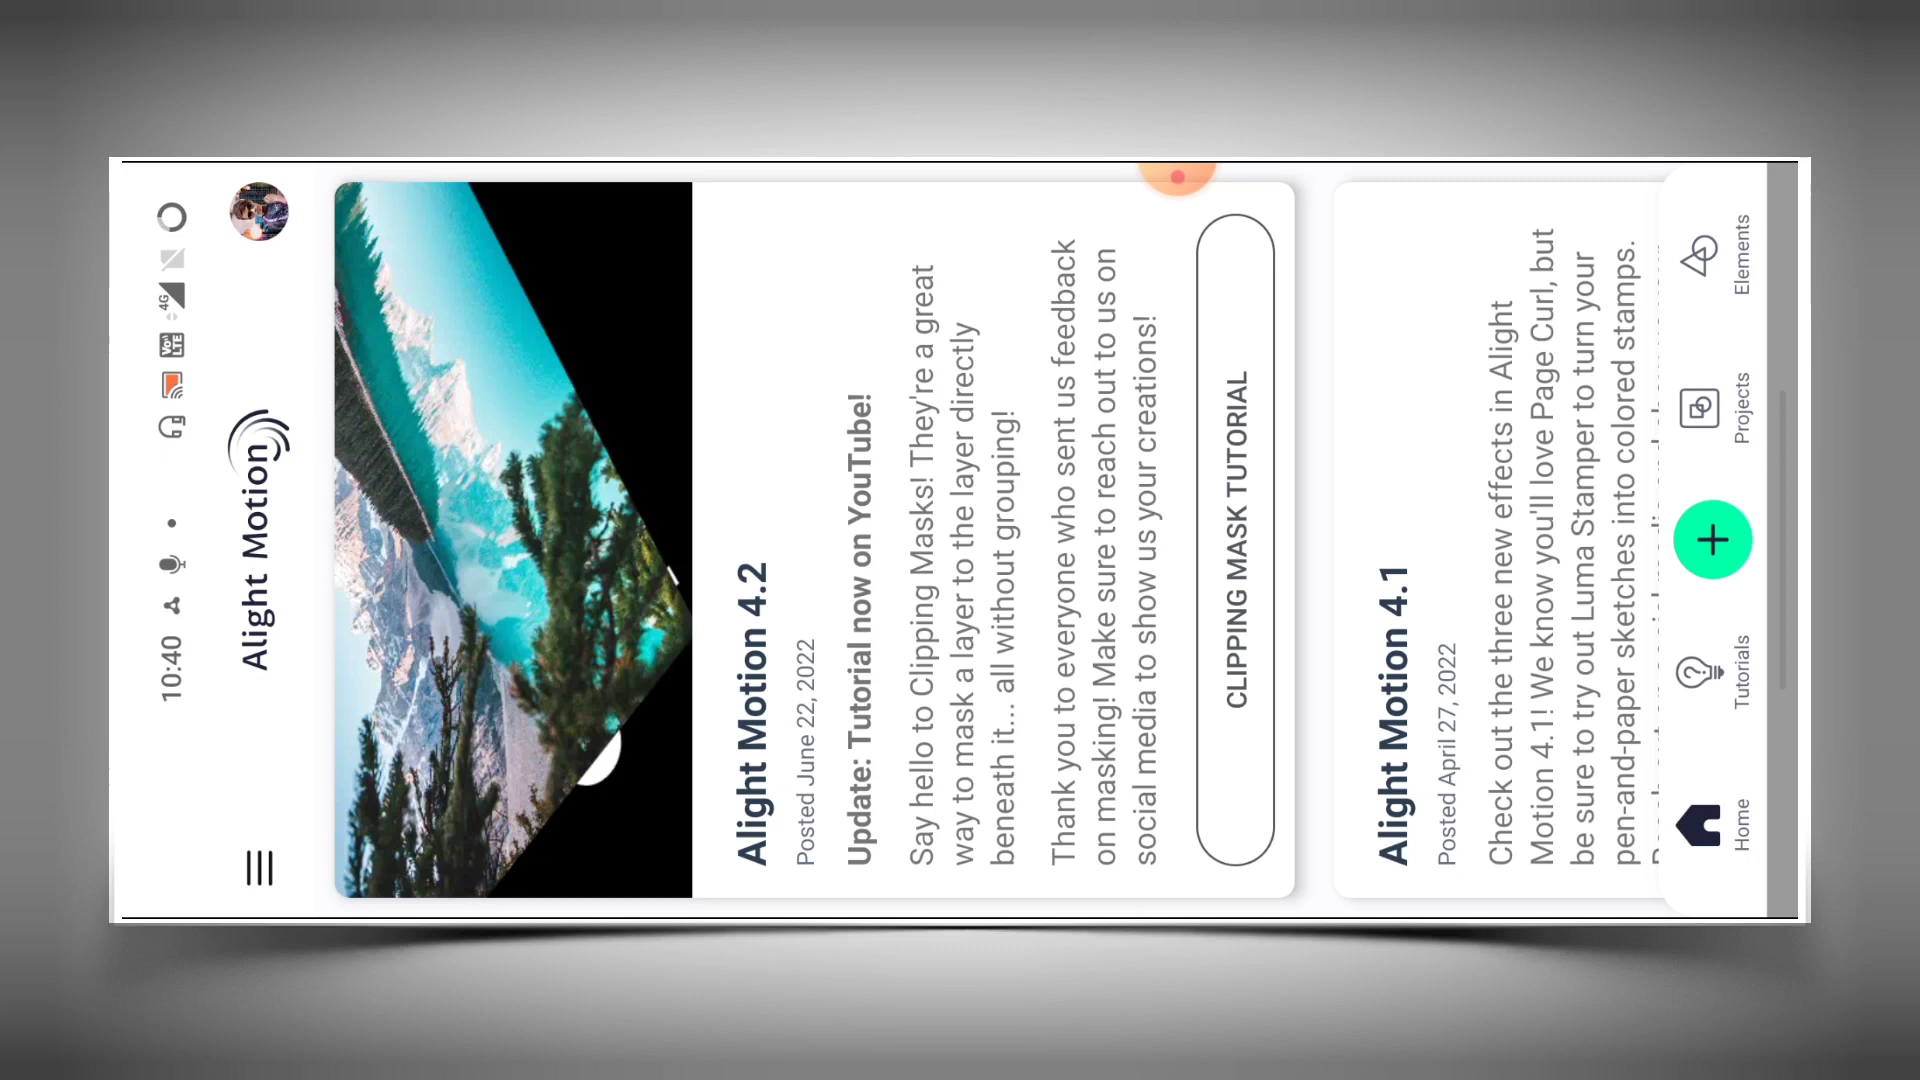 10:40
Vo LTE
4G
Alight Motion
Alight Motion 4.2
Posted June 22, 2022
Update: Tutorial now on YouTube!
Say hello to Clipping Masks! They're a great
way to mask a layer to the layer directly
beneath it... all without grouping!
Thank you to everyone who sent us feedback
on masking! Make sure to reach out to us on
social media to show us your creations!
CLIPPING MASK TUTORIAL
Alight Motion 4.1
Posted April 27, 2022
Check out the three new effects in Alight
Motion 4.1! We know you'll love Page Curl, but
be sure to try out Luma Stamper to turn your
pen-and-paper sketches into colored stamps.
Home
Tutorials
Projects
Elements